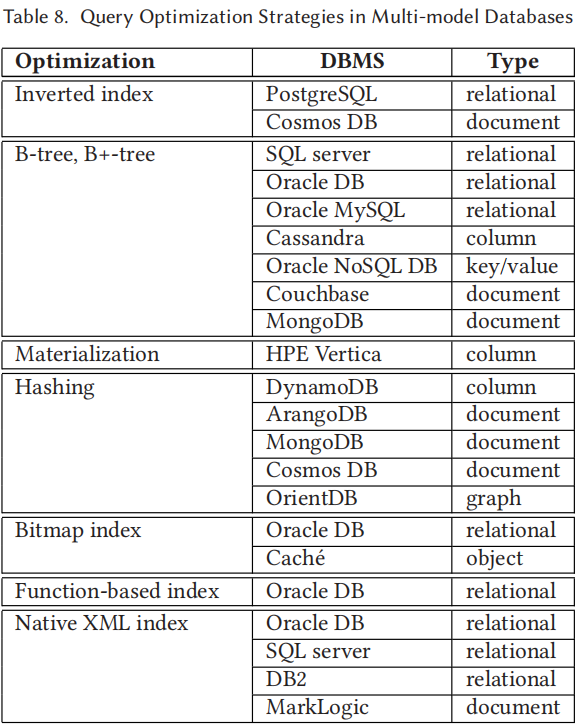 Table 8. Query Optimization Strategies in Multi-model Databases
Optimization DBMS Type
Inverted index PostgreSQL relational
Cosmos DB document
B-tree, B+-tree SQL server relational
Oracle DB relational
Oracle MySQL relational
Cassandra column
Oracle NoSQL DB key/value
Couchbase document
MongoDB document
Materialization HPE Vertica column
Hashing DynamoDB column
ArangoDB document
MongoDB document
Cosmos DB document
OrientDB graph
Bitmap index Oracle DB relational
Caché object
Function-based index Oracle DB relational
Native XML index Oracle DB relational
SQL server relational
DB2 relational
MarkLogic document